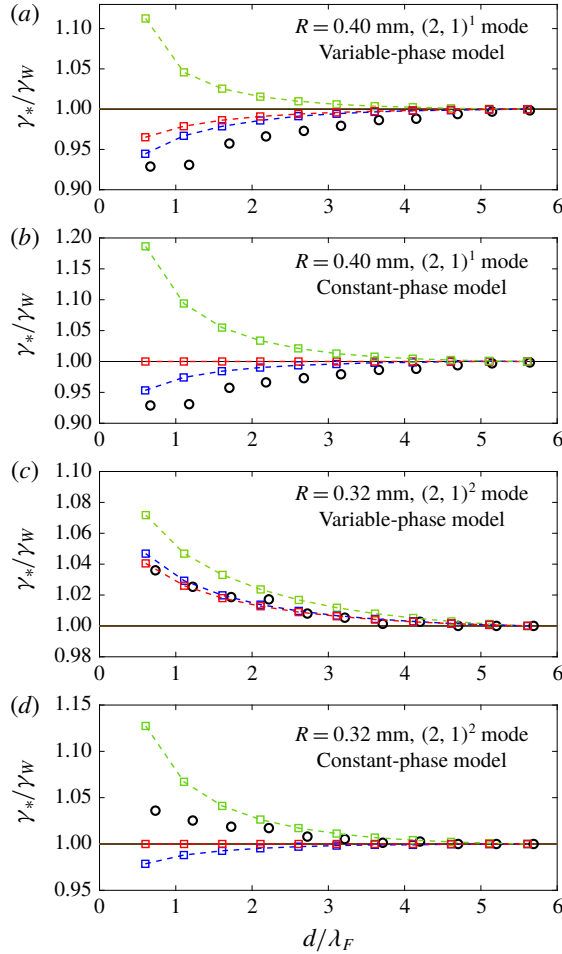 (a)
1.15
1.10
1.05
1.00
0.95
0.90
γ*/γW
R = 0.40 mm, (2, 1)¹ mode
Variable-phase model
0 1 2 3 4 5 6
(b)
1.20
1.15
1.10
1.05
1.00
0.95
0.90
γ*/γW
R = 0.40 mm, (2, 1)¹ mode
Constant-phase model
0 1 2 3 4 5 6
(c)
1.10
1.08
1.06
1.04
1.02
1.00
0.98
γ*/γW
R = 0.32 mm, (2, 1)² mode
Variable-phase model
0 1 2 3 4 5 6
(d)
1.15
1.10
1.05
1.00
0.95
γ*/γW
R = 0.32 mm, (2, 1)² mode
Constant-phase model
0 1 2 3 4 5 6
d/λF